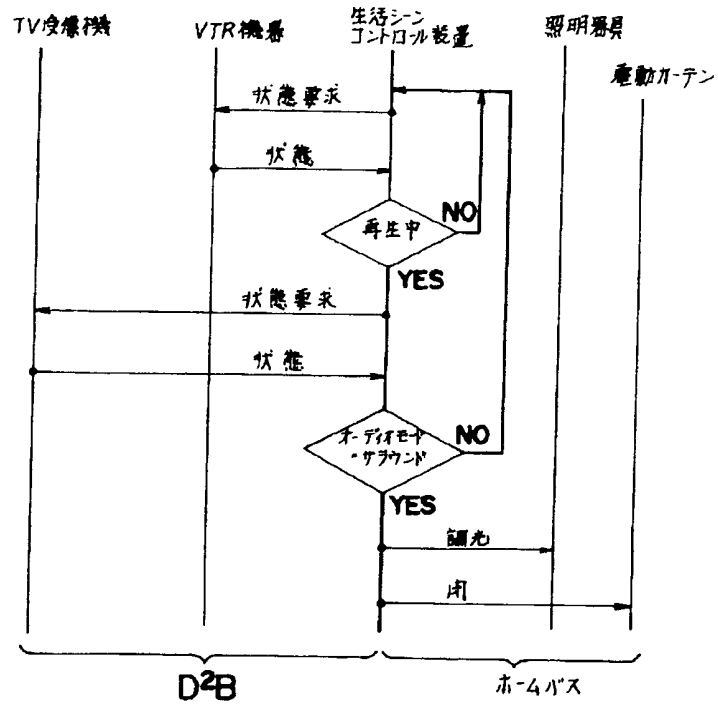 TV受像機
VTR機器
生活シーン
コントロール装置
照明器具
電動カーテン
状態要求
状態
再生中
NO
YES
状態要求
状態
オーディオモード
"サラウンド
NO
YES
調光
閉
D²B
ホームバス